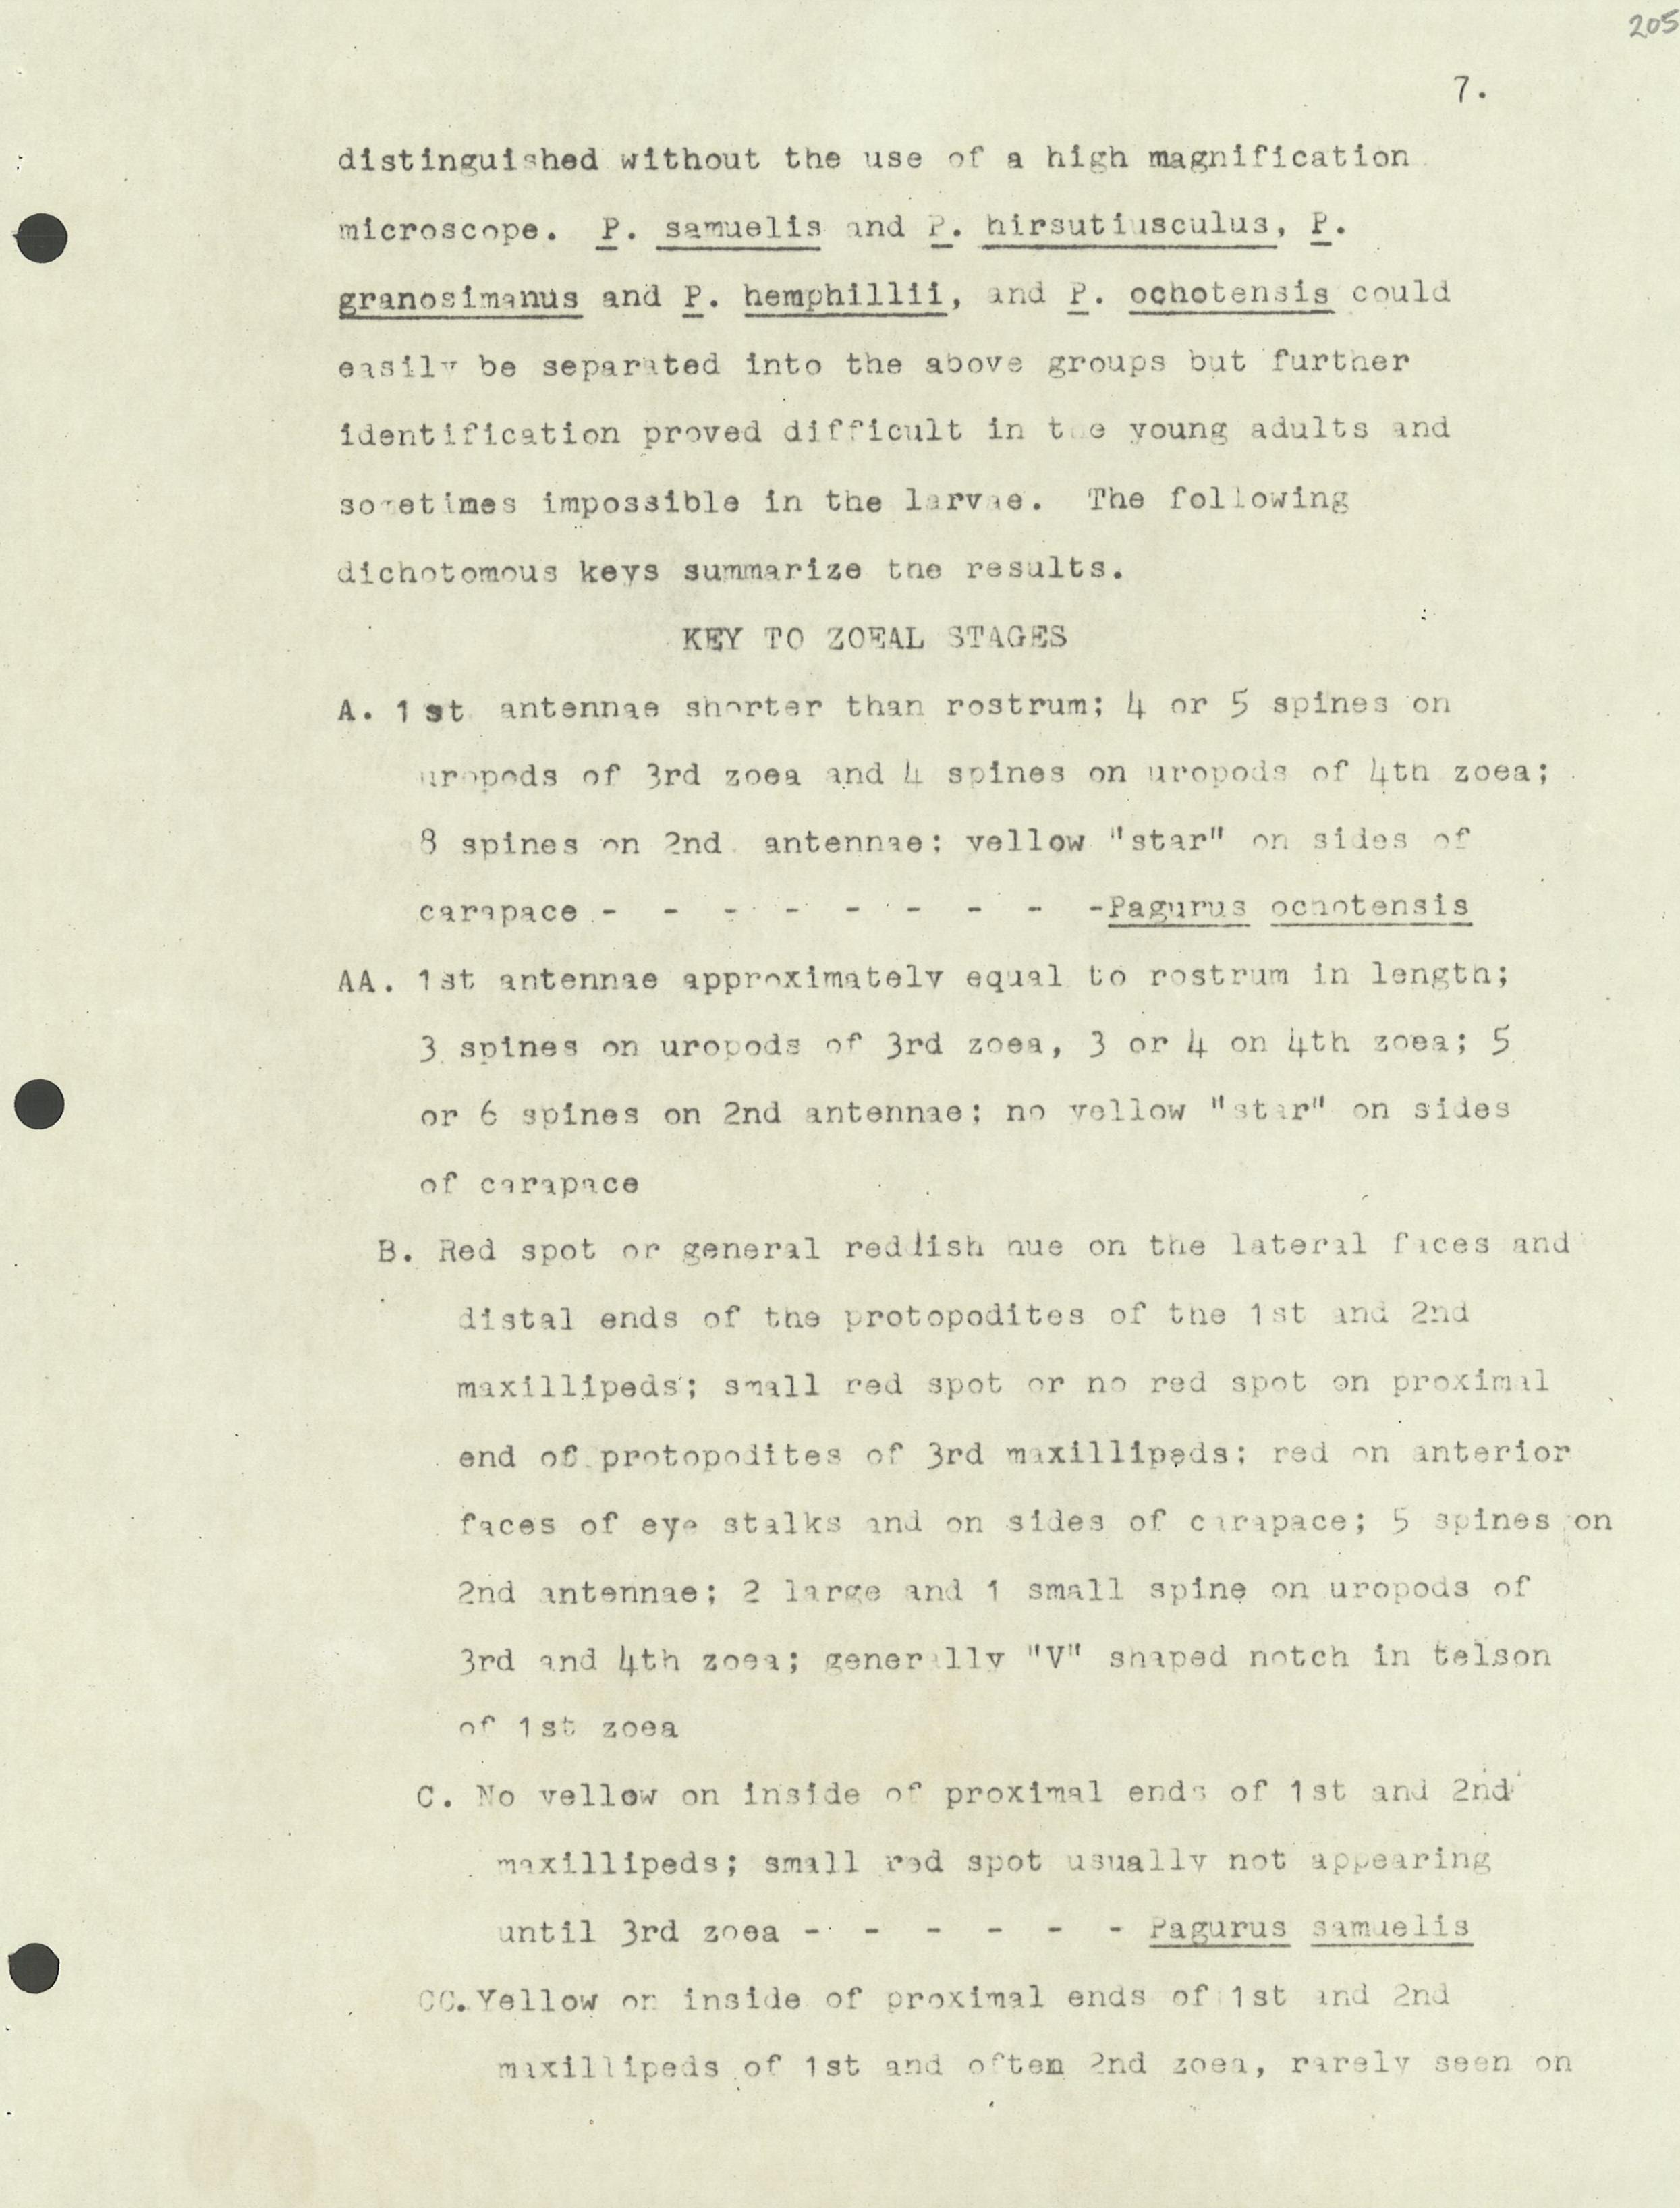 205
7.
distinguished without the use of a high magnification
microscope. P. samuelis and P. hirsutiusculus, P.
granosimanus and P. hemphillii, and P. ochotensis could
easily be separated into the above groups but further
identification proved difficult in the young adults and
sometimes impossible in the larvae. The following
dichotomous keys summarize the results.
KEY TO ZOEAL STAGES
A. 1st antennae shorter than rostrum; 4 or 5 spines on
uropods of 3rd zoea and 4 spines on uropods of 4th zoea;
8 spines on 2nd antennae; yellow "star" on sides of
carapace - - - - - - - - -Pagurus ochotensis
AA. 1st antennae approximately equal to rostrum in length;
3 spines on uropods of 3rd zoea, 3 or 4 on 4th zoea; 5
or 6 spines on 2nd antennae; no yellow "star" on sides
of carapace
B. Red spot or general reddish hue on the lateral faces and
distal ends of the protopodites of the 1st and 2nd
maxillipeds; small red spot or no red spot on proximal
end of protopodites of 3rd maxillipeds; red on anterior
faces of eye stalks and on sides of carapace; 5 spines on
2nd antennae; 2 large and 1 small spine on uropods of
3rd and 4th zoea; generally "V" shaped notch in telson
of 1st zoea
C. No yellow on inside of proximal ends of 1st and 2nd
maxillipeds; small red spot usually not appearing
until 3rd zoea - - - - - - Pagurus samuelis
CC. Yellow on inside of proximal ends of 1st and 2nd
maxillipeds of 1st and often 2nd zoea, rarely seen on